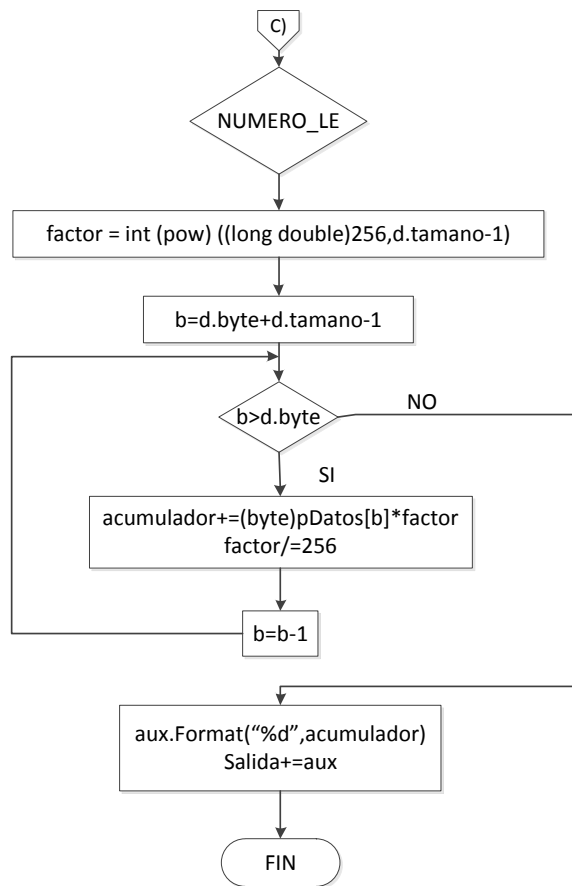 C)
NUMERO_LE
factor = int (pow) ((long double)256,d.tamano-1)
b=d.byte+d.tamano-1
b>d.byte
NO
SI
acumulador+=(byte)pDatos[b]*factor
factor/=256
b=b-1
aux.Format(“%d”,acumulador)
Salida+=aux
FIN